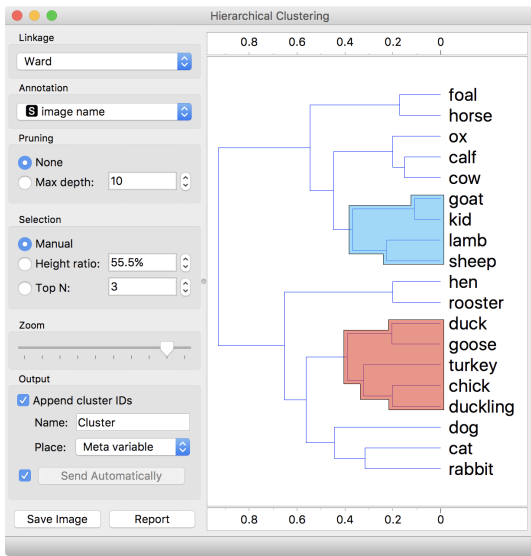 Hierarchical Clustering
Linkage
Ward
Annotation
S image name
Pruning
None
Max depth: 10
Selection
Manual
Height ratio: 55.5%
Top N: 3
Zoom
Output
Append cluster IDs
Name: Cluster
Place: Meta variable
Send Automatically
Save Image Report
0.8 0.6 0.4 0.2 0
foal
horse
ox
calf
cow
goat
kid
lamb
sheep
hen
rooster
duck
goose
turkey
chick
duckling
dog
cat
rabbit
0.8 0.6 0.4 0.2 0